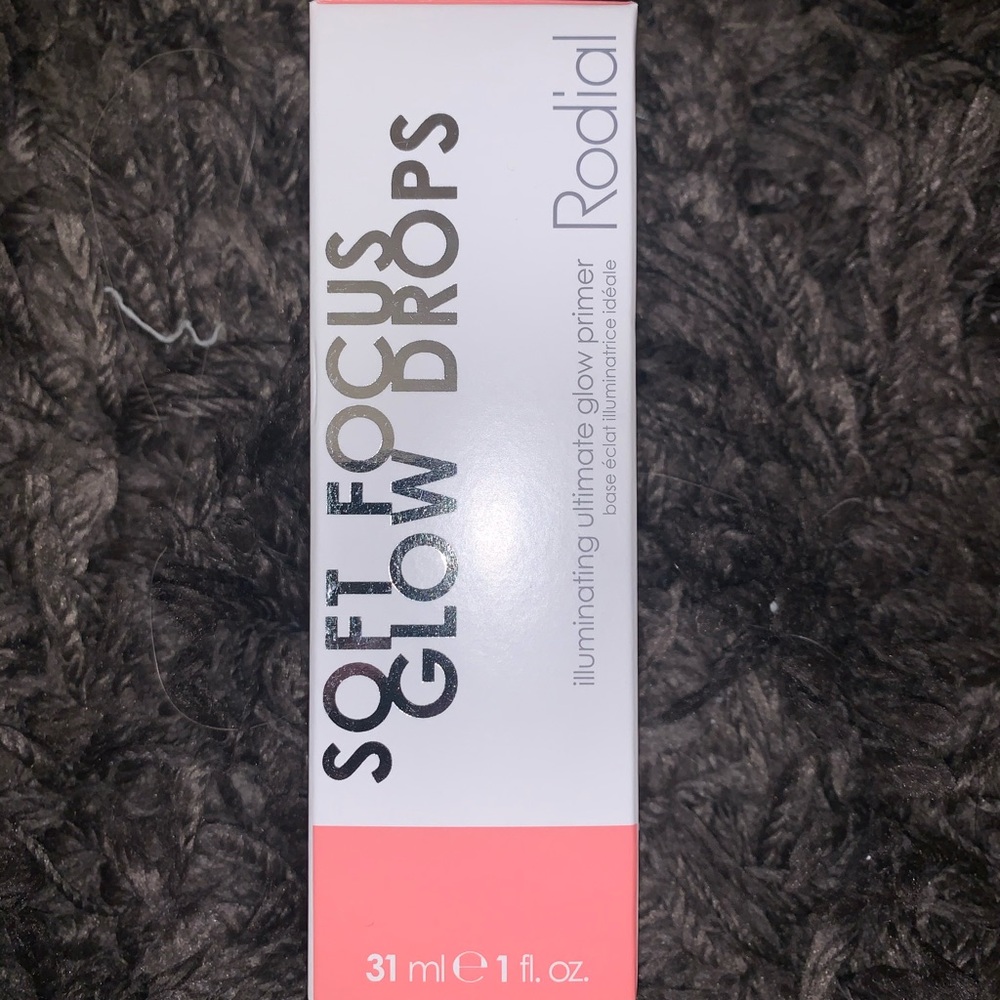 SOFT FOCUS
GLOW DROPS
illuminating ultimate glow primer
base éclat illuminatrice idéale
Rodial
31 ml ℮ 1 fl. oz.